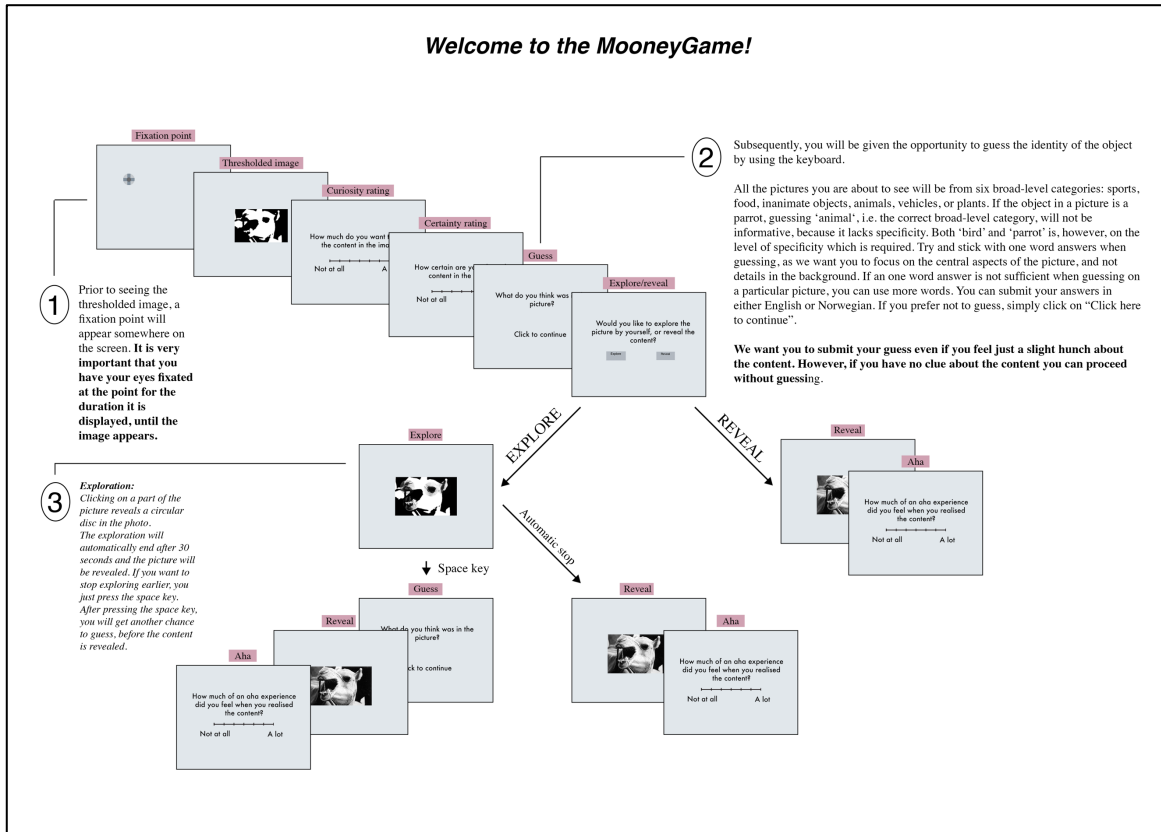 Welcome to the MooneyGame!
Fixation point
Thresholded image
Curiosity rating
How much do you want
the content in the
Not at all A
Certainty rating
How certain are
content in the
Not at all
Guess
What do you think was
picture?
Click to continue
Explore/reveal
Would you like to explore the
picture by yourself, or reveal the
content?
Explore Reveal
1
Prior to seeing the
thresholded image, a
fixation point will
appear somewhere on
the screen. It is very
important that you
have your eyes fixated
at the point for the
duration it is
displayed, until the
image appears.
2
Subsequently, you will be given the opportunity to guess the identity of the object
by using the keyboard.
All the pictures you are about to see will be from six broad-level categories: sports,
food, inanimate objects, animals, vehicles, or plants. If the object in a picture is a
parrot, guessing ‘animal‘, i.e. the correct broad-level category, will not be
informative, because it lacks specificity. Both ‘bird’ and ‘parrot’ is, however, on the
level of specificity which is required. Try and stick with one word answers when
guessing, as we want you to focus on the central aspects of the picture, and not
details in the background. If an one word answer is not sufficient when guessing on
a particular picture, you can use more words. You can submit your answers in
either English or Norwegian. If you prefer not to guess, simply click on “Click here
to continue”.
We want you to submit your guess even if you feel just a slight hunch about
the content. However, if you have no clue about the content you can proceed
without guessing.
EXPLORE
REVEAL
3
Exploration:
Clicking on a part of the
picture reveals a circular
disc in the photo.
The exploration will
automatically end after 30
seconds and the picture will
be revealed. If you want to
stop exploring earlier, you
just press the space key.
After pressing the space key,
you will get another chance
to guess, before the content
is revealed.
Explore
Space key
Automatic stop
Guess
What do you think was in the
picture?
to continue
Reveal
Aha
How much of an aha experience
did you feel when you realised
the content?
Not at all A lot
Reveal
Aha
How much of an aha experience
did you feel when you realised
the content?
Not at all A lot
Reveal
Aha
How much of an aha experience
did you feel when you realised
the content?
Not at all A lot